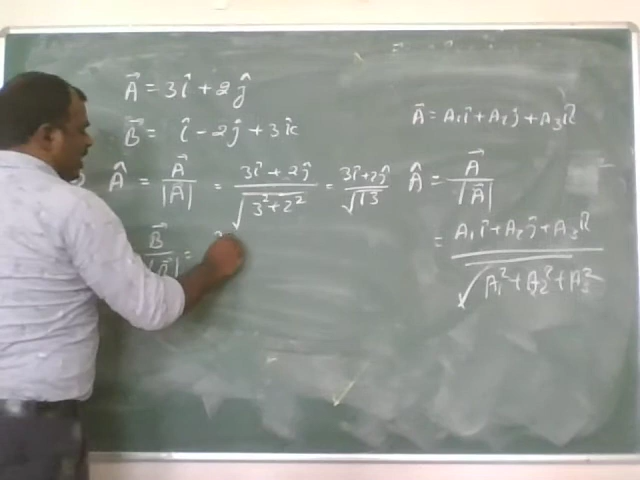 A⃗ = 3î + 2ĵ
B⃗ = î - 2ĵ + 3k
Â = A⃗/|A⃗| = (3î + 2ĵ)/√(3² + 2²) = (3î + 2ĵ)/√13
B⃗/|B⃗| =
A⃗ = A₁î + A₂ĵ + A₃k̂
Â = A⃗/|A⃗|
= (A₁î + A₂ĵ + A₃k̂)/√(A₁² + A₂² + A₃²)